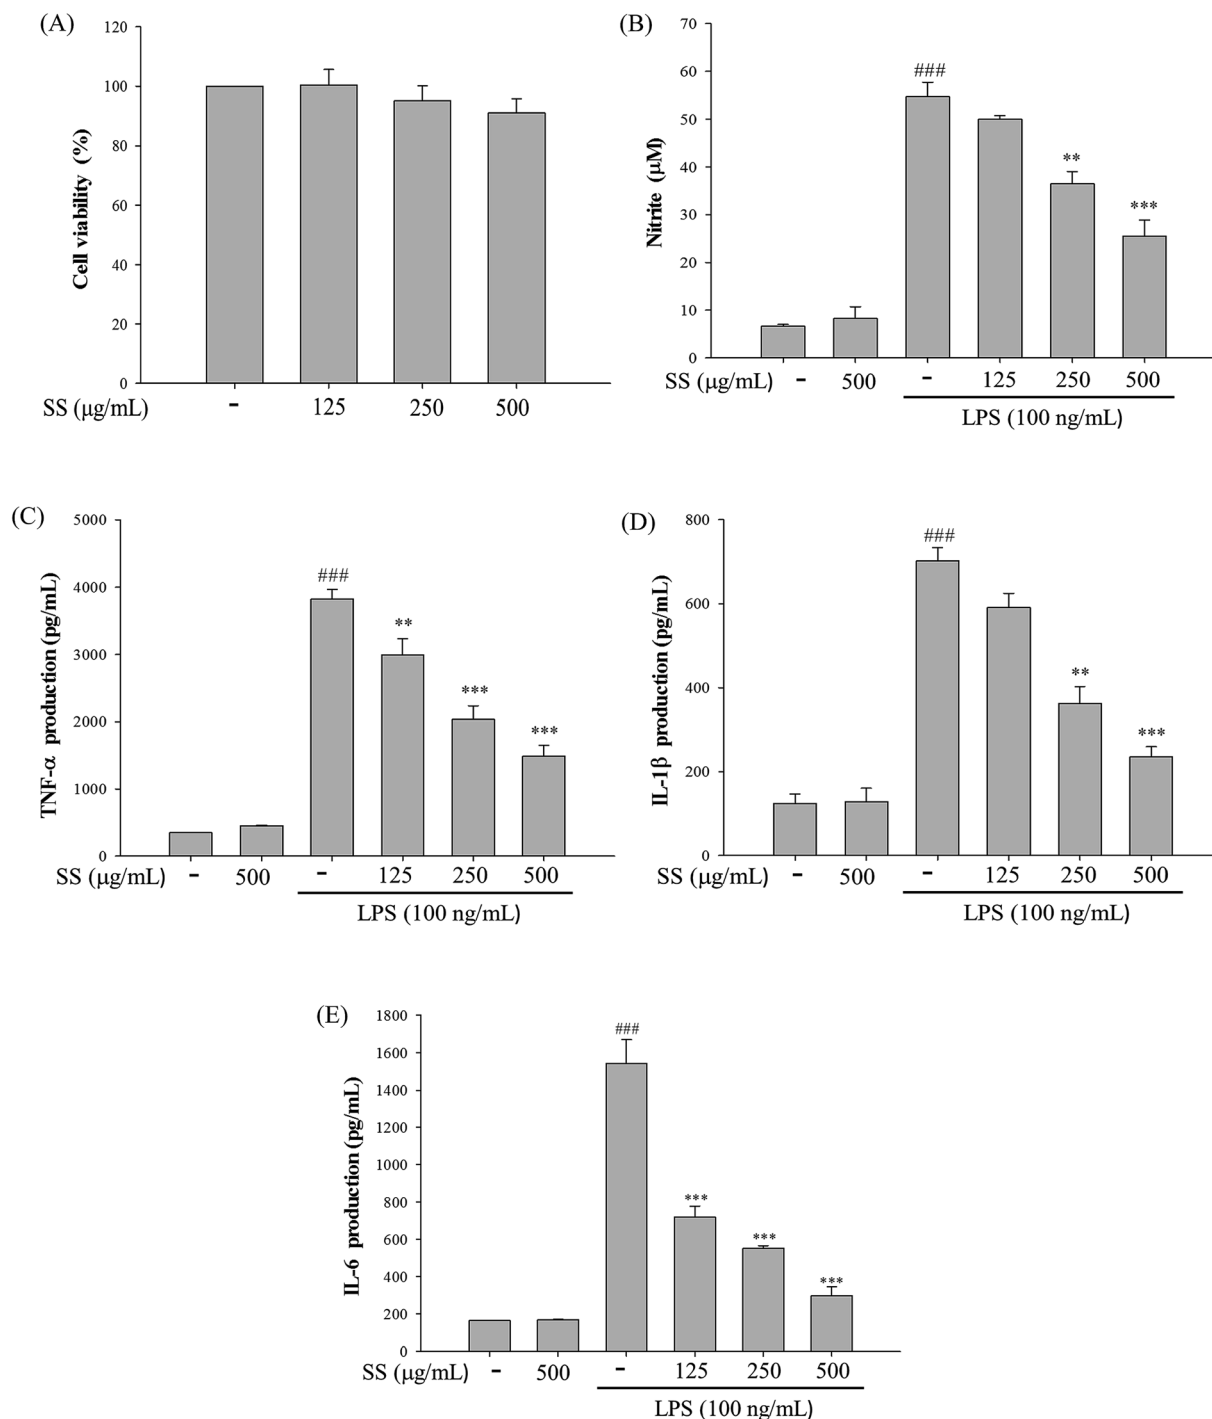 (A)
120
100
80
60
40
20
0
Cell viability (%)
SS (μg/mL) - 125 250 500
(B)
70
60
50
40
30
20
10
0
Nitrite (μM)
###
**
***
SS (μg/mL) - 500 - 125 250 500
LPS (100 ng/mL)
(C)
5000
4000
3000
2000
1000
0
TNF-α production (pg/mL)
###
**
***
***
SS (μg/mL) - 500 - 125 250 500
LPS (100 ng/mL)
(D)
800
600
400
200
0
IL-1β production (pg/mL)
###
**
***
SS (μg/mL) - 500 - 125 250 500
LPS (100 ng/mL)
(E)
1800
1600
1400
1200
1000
800
600
400
200
0
IL-6 production (pg/mL)
###
***
***
***
SS (μg/mL) - 500 - 125 250 500
LPS (100 ng/mL)